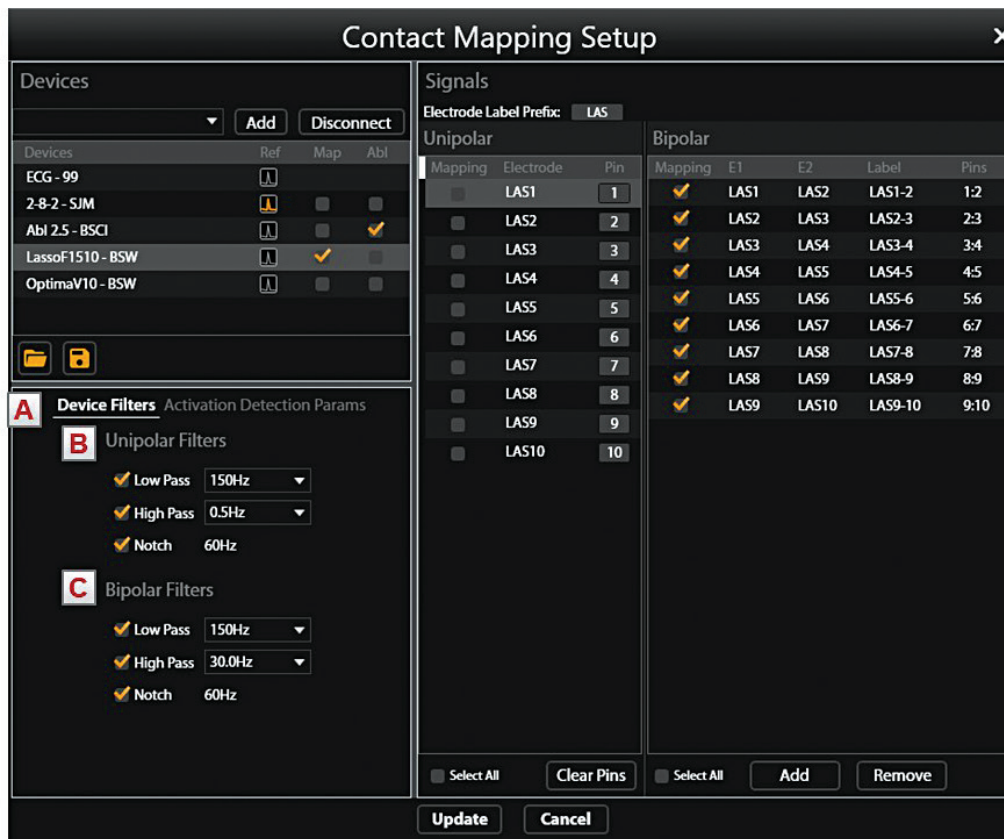 Contact Mapping Setup
Devices
Add Disconnect
Devices Ref Map Abl
ECG - 99
2-8-2 - SJM
Abl 2.5 - BSCI
LassoF1510 - BSW
OptimaV10 - BSW
A Device Filters Activation Detection Params
B Unipolar Filters
Low Pass 150Hz
High Pass 0.5Hz
Notch 60Hz
C Bipolar Filters
Low Pass 150Hz
High Pass 30.0Hz
Notch 60Hz
Signals
Electrode Label Prefix: LAS
Unipolar
Mapping Electrode Pin
LAS1 1
LAS2 2
LAS3 3
LAS4 4
LAS5 5
LAS6 6
LAS7 7
LAS8 8
LAS9 9
LAS10 10
Select All Clear Pins
Bipolar
Mapping E1 E2 Label Pins
LAS1 LAS2 LAS1-2 1:2
LAS2 LAS3 LAS2-3 2:3
LAS3 LAS4 LAS3-4 3:4
LAS4 LAS5 LAS4-5 4:5
LAS5 LAS6 LAS5-6 5:6
LAS6 LAS7 LAS6-7 6:7
LAS7 LAS8 LAS7-8 7:8
LAS8 LAS9 LAS8-9 8:9
LAS9 LAS10 LAS9-10 9:10
Select All Add Remove
Update Cancel